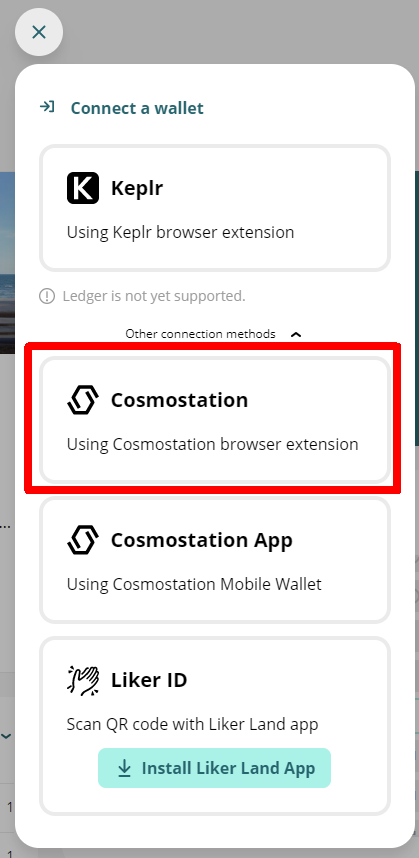 Connect a wallet
Keplr
Using Keplr browser extension
Ledger is not yet supported.
Other connection methods
Cosmostation
Using Cosmostation browser extension
Cosmostation App
Using Cosmostation Mobile Wallet
Liker ID
Scan QR code with Liker Land app
Install Liker Land App
1
1